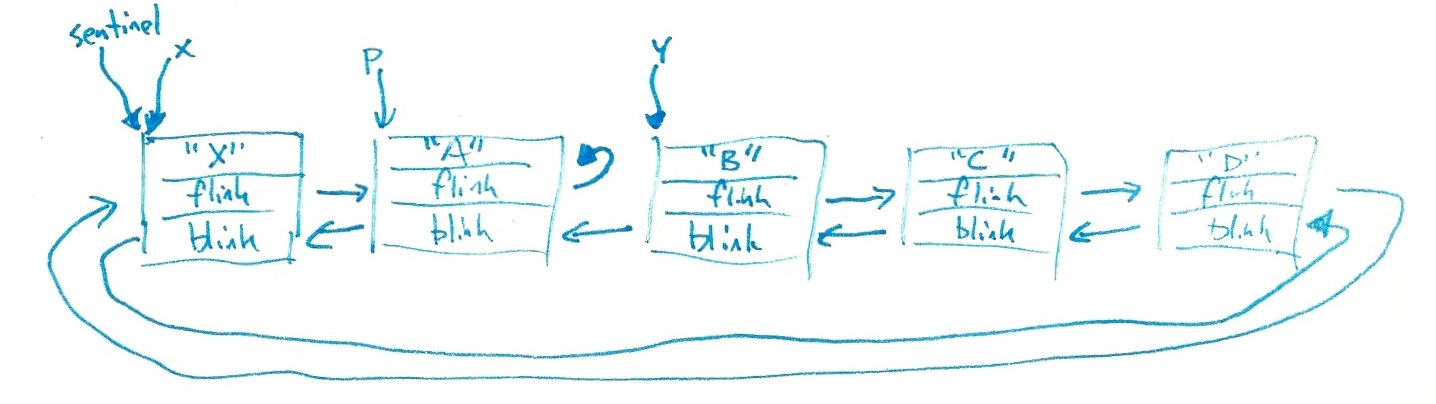 sentinel
X
P
Y
"X"
flink
blink
"A"
flink
blink
"B"
flink
blink
"C"
flink
blink
"D"
flink
blink